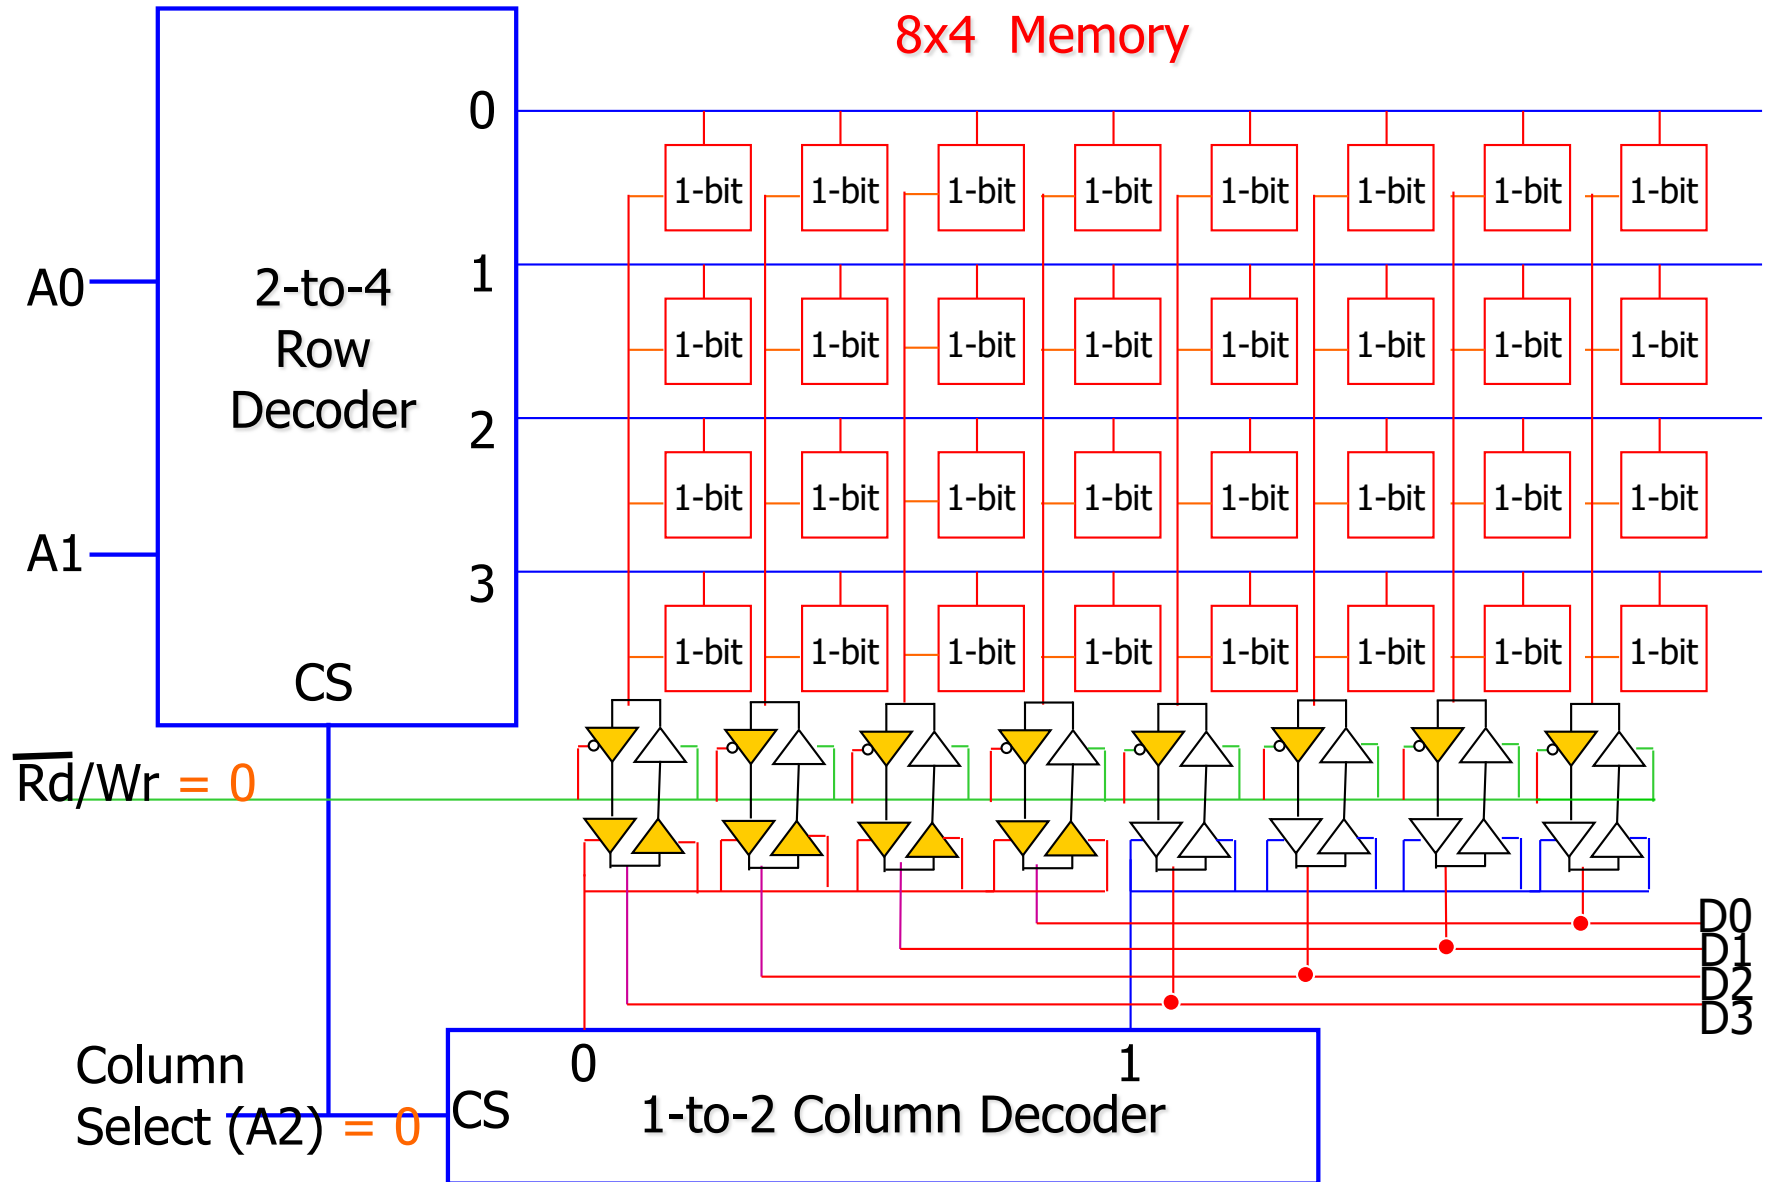 8x4 Memory
0
1-bit 1-bit 1-bit 1-bit 1-bit 1-bit 1-bit 1-bit
A0
2-to-4
Row
Decoder
1
1-bit 1-bit 1-bit 1-bit 1-bit 1-bit 1-bit 1-bit
2
1-bit 1-bit 1-bit 1-bit 1-bit 1-bit 1-bit 1-bit
A1
3
1-bit 1-bit 1-bit 1-bit 1-bit 1-bit 1-bit 1-bit
CS
R̅d̅/Wr = 0
D0
D1
D2
D3
Column
Select (A2) = 0
0 1
CS
1-to-2 Column Decoder